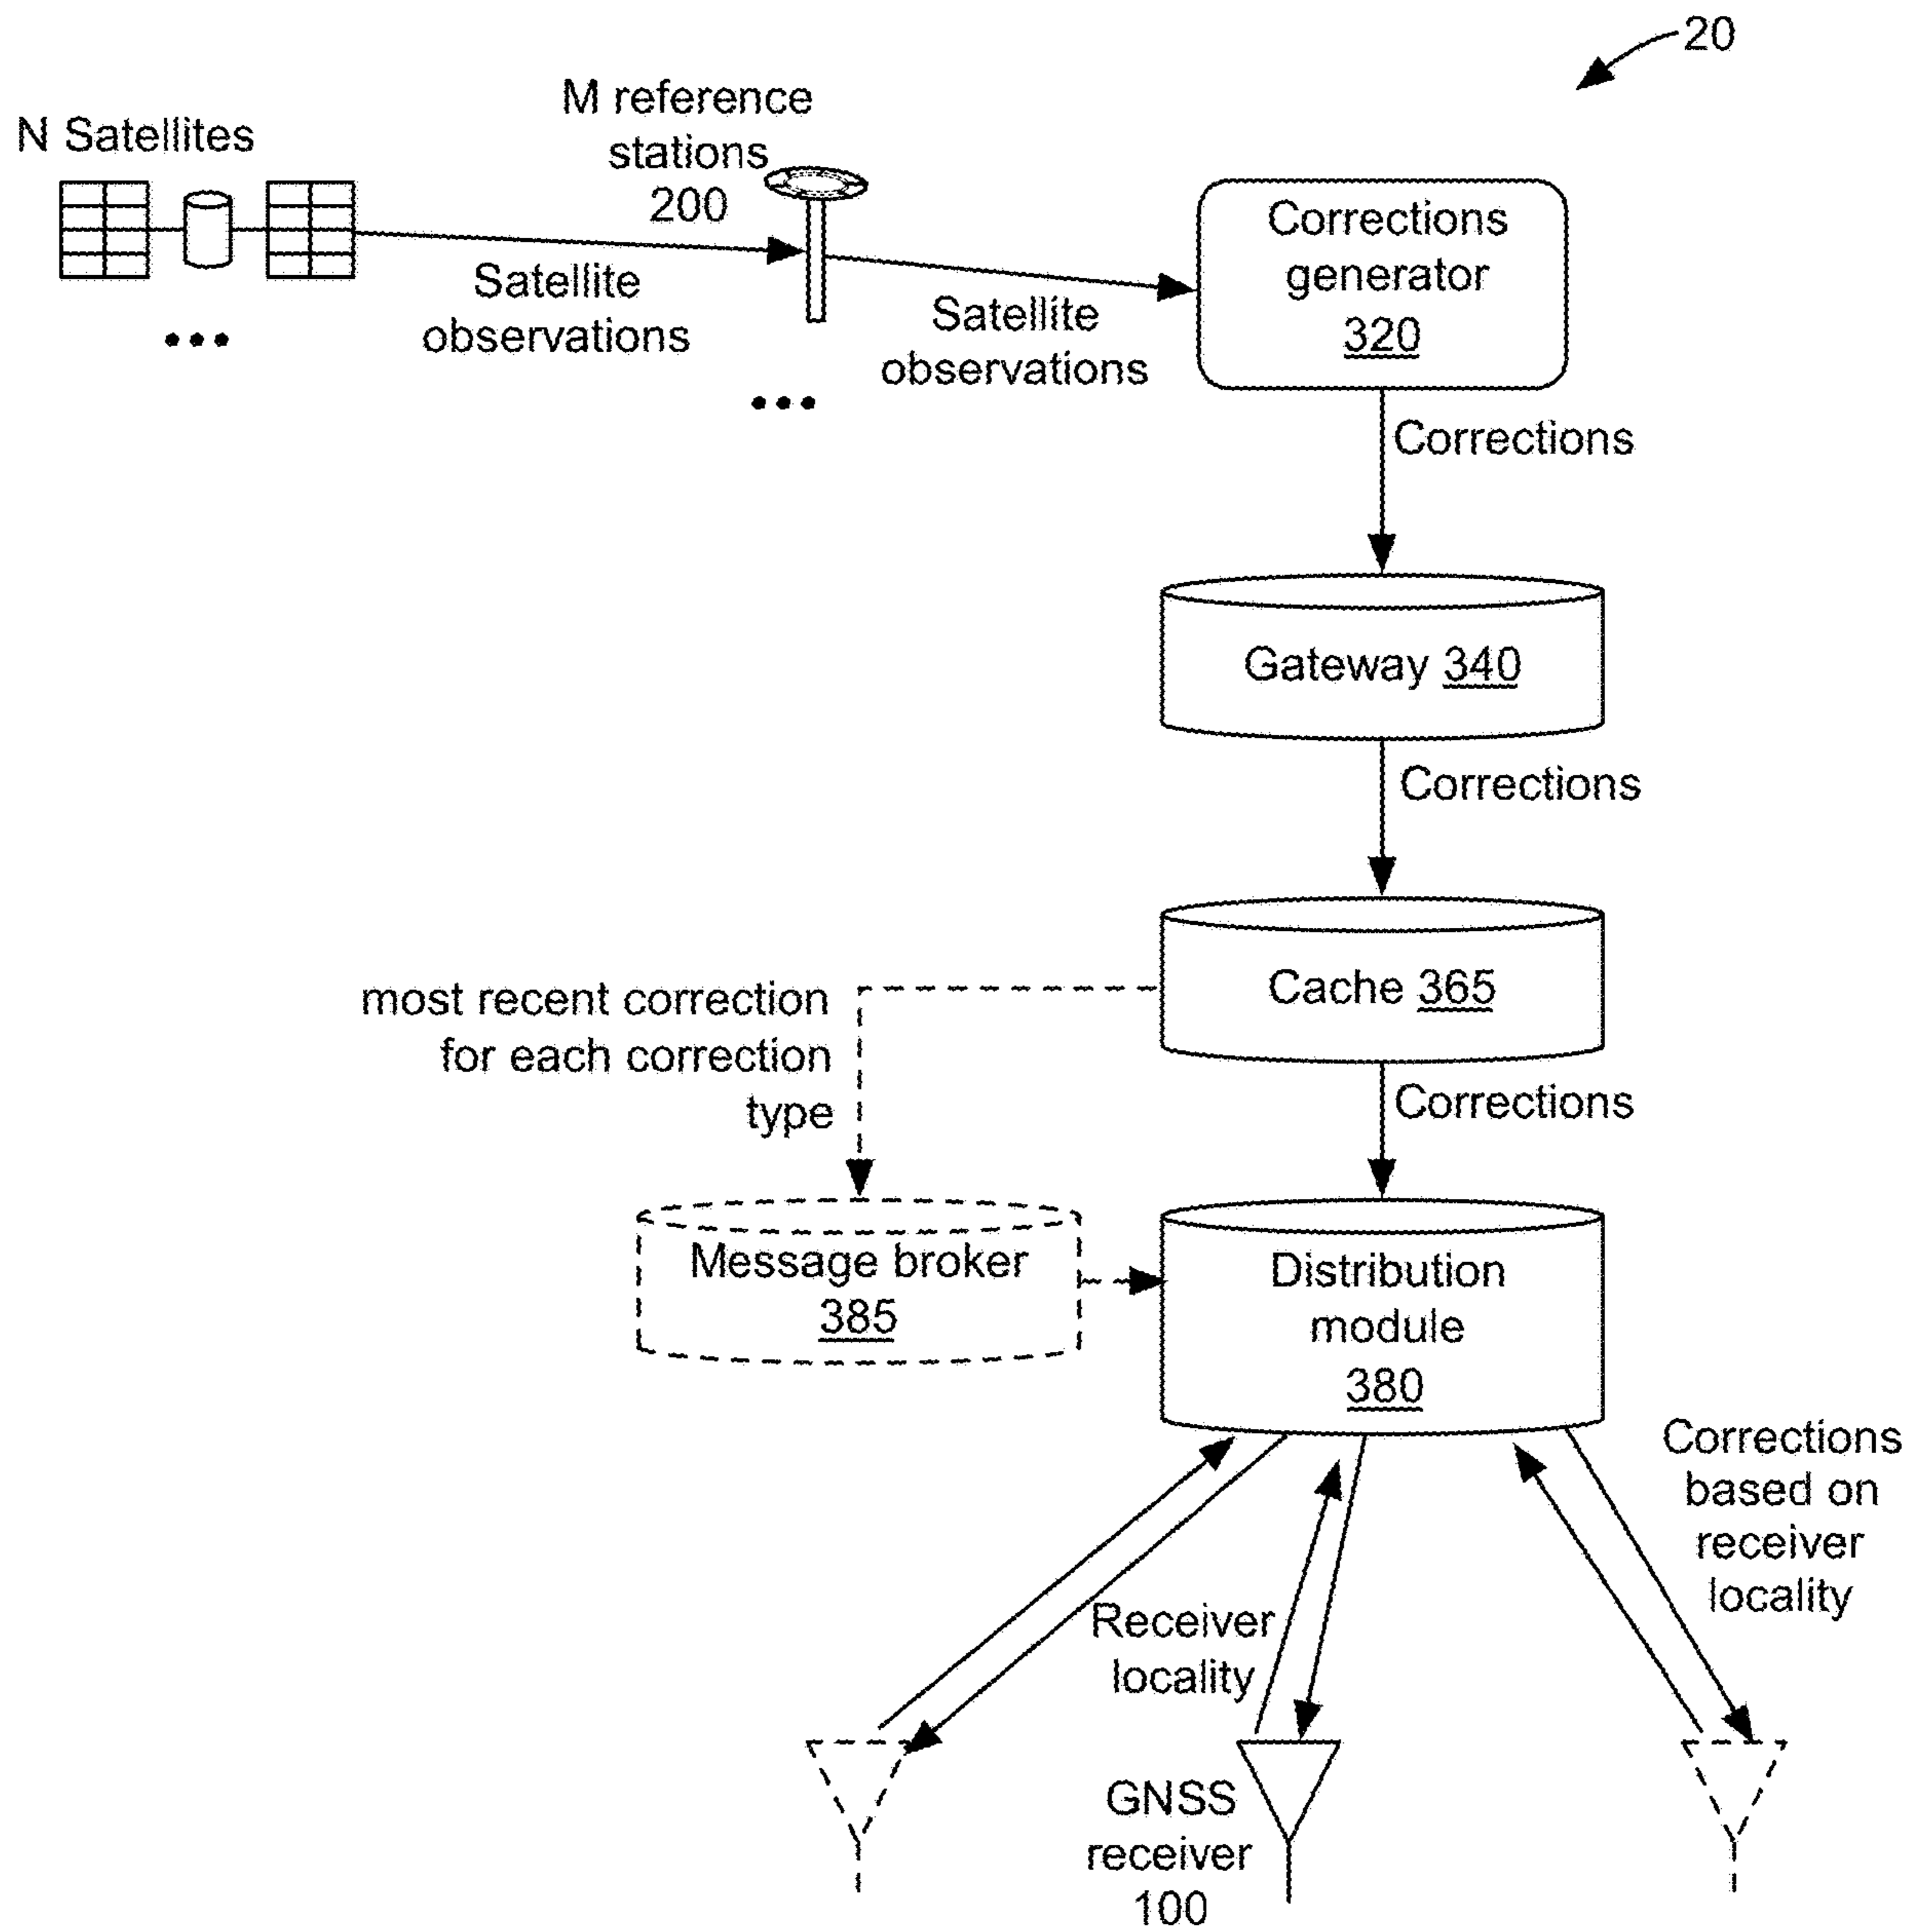 20
N Satellites
M reference
stations
200
Satellite
observations
Satellite
observations
Corrections
generator
320
Corrections
Gateway 340
Corrections
Cache 365
most recent correction
for each correction
type
Corrections
Message broker
385
Distribution
module
380
Corrections
based on
receiver
locality
Receiver
locality
GNSS
receiver
100